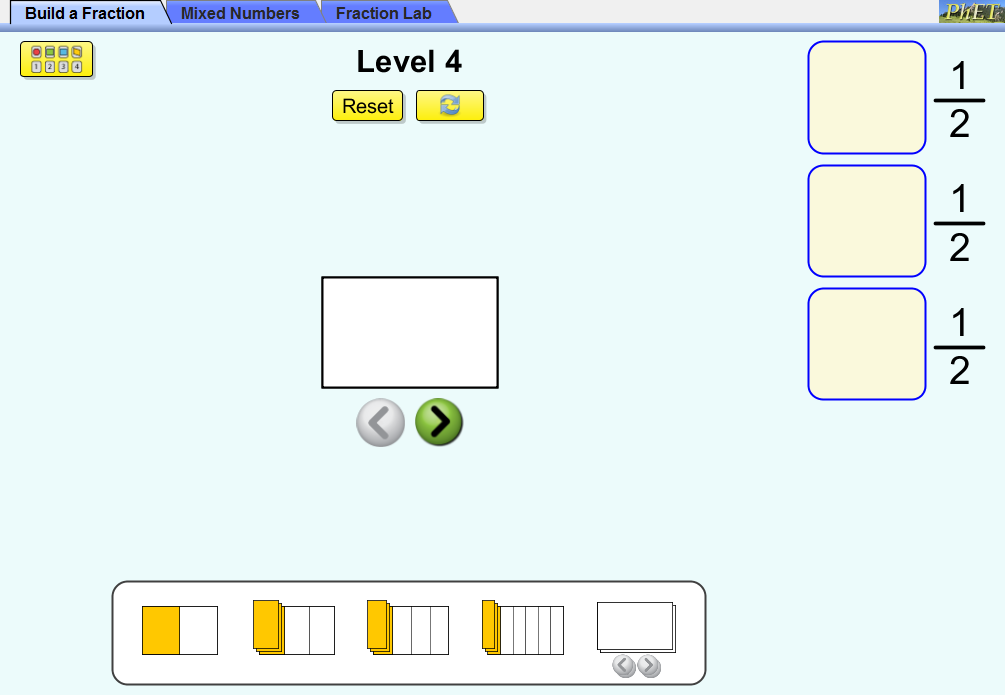 Build a Fraction
Mixed Numbers
Fraction Lab
PhET
1 2 3 4
Level 4
Reset
1
2
1
2
1
2